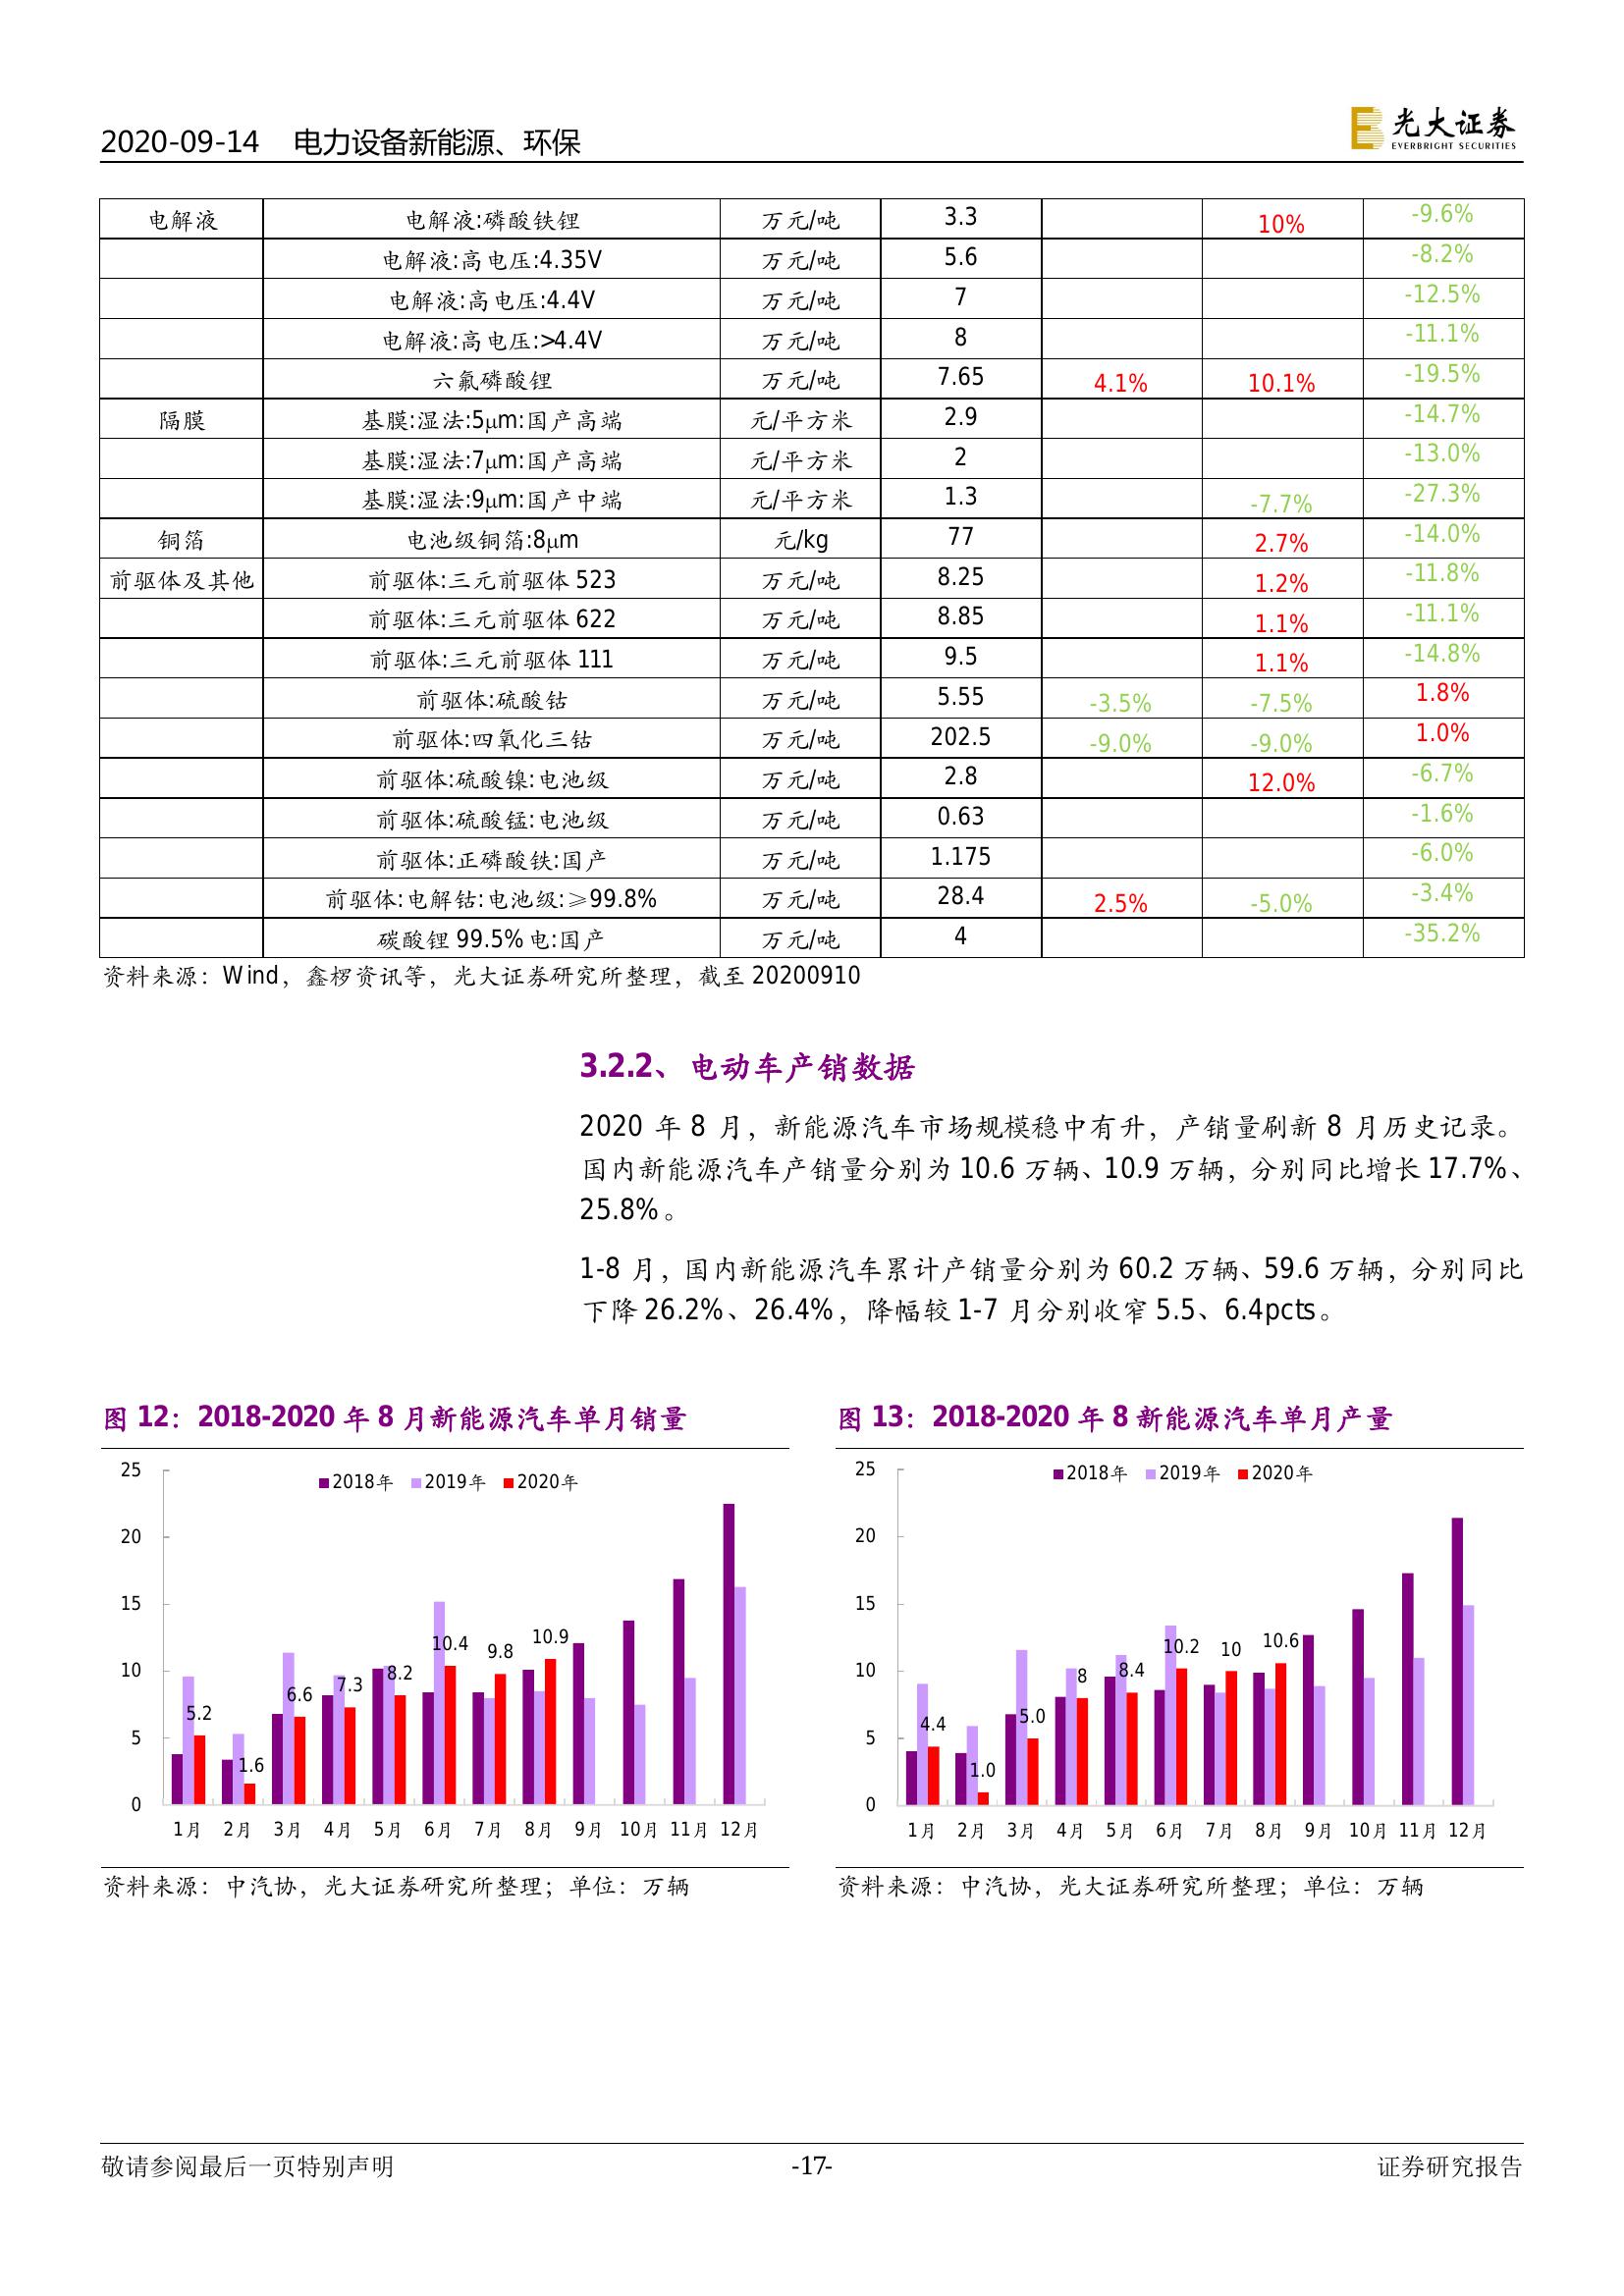 2020-09-14 电力设备新能源、环保
光大证券
EVERBRIGHT SECURITIES
电解液 电解液:磷酸铁锂 万元/吨 3.3 10% -9.6%
电解液:高电压:4.35V 万元/吨 5.6 -8.2%
电解液:高电压:4.4V 万元/吨 7 -12.5%
电解液:高电压:>4.4V 万元/吨 8 -11.1%
六氟磷酸锂 万元/吨 7.65 4.1% 10.1% -19.5%
隔膜 基膜:湿法:5μm:国产高端 元/平方米 2.9 -14.7%
基膜:湿法:7μm:国产高端 元/平方米 2 -13.0%
基膜:湿法:9μm:国产中端 元/平方米 1.3 -7.7% -27.3%
铜箔 电池级铜箔:8μm 元/kg 77 2.7% -14.0%
前驱体及其他 前驱体:三元前驱体 523 万元/吨 8.25 1.2% -11.8%
前驱体:三元前驱体 622 万元/吨 8.85 1.1% -11.1%
前驱体:三元前驱体 111 万元/吨 9.5 1.1% -14.8%
前驱体:硫酸钴 万元/吨 5.55 -3.5% -7.5% 1.8%
前驱体:四氧化三钴 万元/吨 202.5 -9.0% -9.0% 1.0%
前驱体:硫酸镍:电池级 万元/吨 2.8 12.0% -6.7%
前驱体:硫酸锰:电池级 万元/吨 0.63 -1.6%
前驱体:正磷酸铁:国产 万元/吨 1.175 -6.0%
前驱体:电解钴:电池级:≥99.8% 万元/吨 28.4 2.5% -5.0% -3.4%
碳酸锂 99.5%电:国产 万元/吨 4 -35.2%
资料来源：Wind，鑫椤资讯等，光大证券研究所整理，截至 20200910
3.2.2、电动车产销数据
2020 年 8 月，新能源汽车市场规模稳中有升，产销量刷新 8 月历史记录。
国内新能源汽车产销量分别为 10.6 万辆、10.9 万辆，分别同比增长 17.7%、
25.8%。
1-8 月，国内新能源汽车累计产销量分别为 60.2 万辆、59.6 万辆，分别同比
下降 26.2%、26.4%，降幅较 1-7 月分别收窄 5.5、6.4pcts。
图 12：2018-2020 年 8 月新能源汽车单月销量
2018年 2019年 2020年
25
20
15
10
5
0
5.2 1.6 6.6 7.3 8.2 10.4 9.8 10.9
1月 2月 3月 4月 5月 6月 7月 8月 9月 10月 11月 12月
资料来源：中汽协，光大证券研究所整理；单位：万辆
图 13：2018-2020 年 8 新能源汽车单月产量
2018年 2019年 2020年
25
20
15
10
5
0
4.4 1.0 5.0 8 8.4 10.2 10 10.6
1月 2月 3月 4月 5月 6月 7月 8月 9月 10月 11月 12月
资料来源：中汽协，光大证券研究所整理；单位：万辆
敬请参阅最后一页特别声明 -17- 证券研究报告